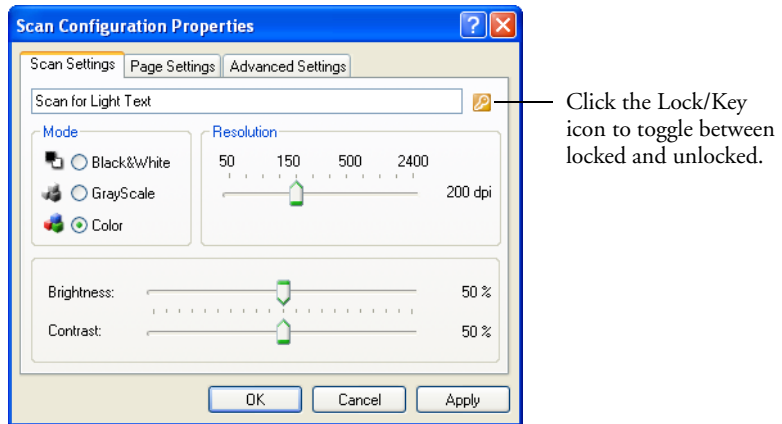 Scan Configuration Properties
Scan Settings Page Settings Advanced Settings
Scan for Light Text
Click the Lock/Key
icon to toggle between
locked and unlocked.
Mode
Black&White
GrayScale
Color
Resolution
50 150 500 2400
200 dpi
Brightness: 50 %
Contrast: 50 %
OK Cancel Apply